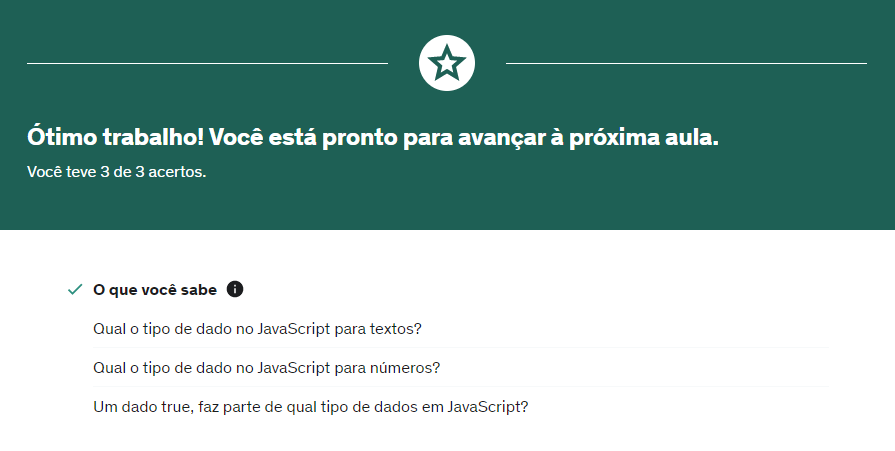 Ótimo trabalho! Você está pronto para avançar à próxima aula.
Você teve 3 de 3 acertos.
O que você sabe
Qual o tipo de dado no JavaScript para textos?
Qual o tipo de dado no JavaScript para números?
Um dado true, faz parte de qual tipo de dados em JavaScript?